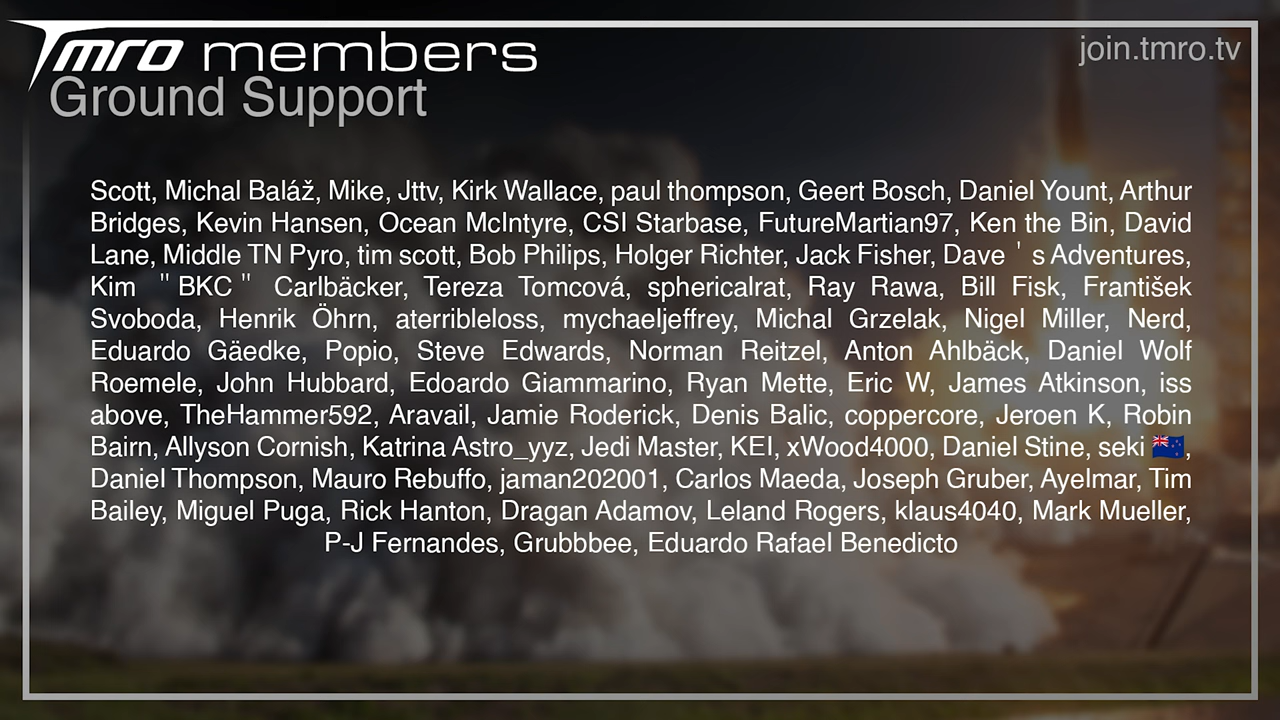 Tmro members
join.tmro.tv
Ground Support
Scott, Michal Baláž, Mike, Jttv, Kirk Wallace, paul thompson, Geert Bosch, Daniel Yount, Arthur
Bridges, Kevin Hansen, Ocean McIntyre, CSI Starbase, FutureMartian97, Ken the Bin, David
Lane, Middle TN Pyro, tim scott, Bob Philips, Holger Richter, Jack Fisher, Dave ' s Adventures,
Kim "BKC" Carlbäcker, Tereza Tomcová, sphericalrat, Ray Rawa, Bill Fisk, František
Svoboda, Henrik Öhrn, aterribleloss, mychaeljeffrey, Michal Grzelak, Nigel Miller, Nerd,
Eduardo Gäedke, Popio, Steve Edwards, Norman Reitzel, Anton Ahlbäck, Daniel Wolf
Roemele, John Hubbard, Edoardo Giammarino, Ryan Mette, Eric W, James Atkinson, iss
above, TheHammer592, Aravail, Jamie Roderick, Denis Balic, coppercore, Jeroen K, Robin
Bairn, Allyson Cornish, Katrina Astro_yyz, Jedi Master, KEI, xWood4000, Daniel Stine, seki 🇳🇿,
Daniel Thompson, Mauro Rebuffo, jaman202001, Carlos Maeda, Joseph Gruber, Ayelmar, Tim
Bailey, Miguel Puga, Rick Hanton, Dragan Adamov, Leland Rogers, klaus4040, Mark Mueller,
P-J Fernandes, Grubbbee, Eduardo Rafael Benedicto